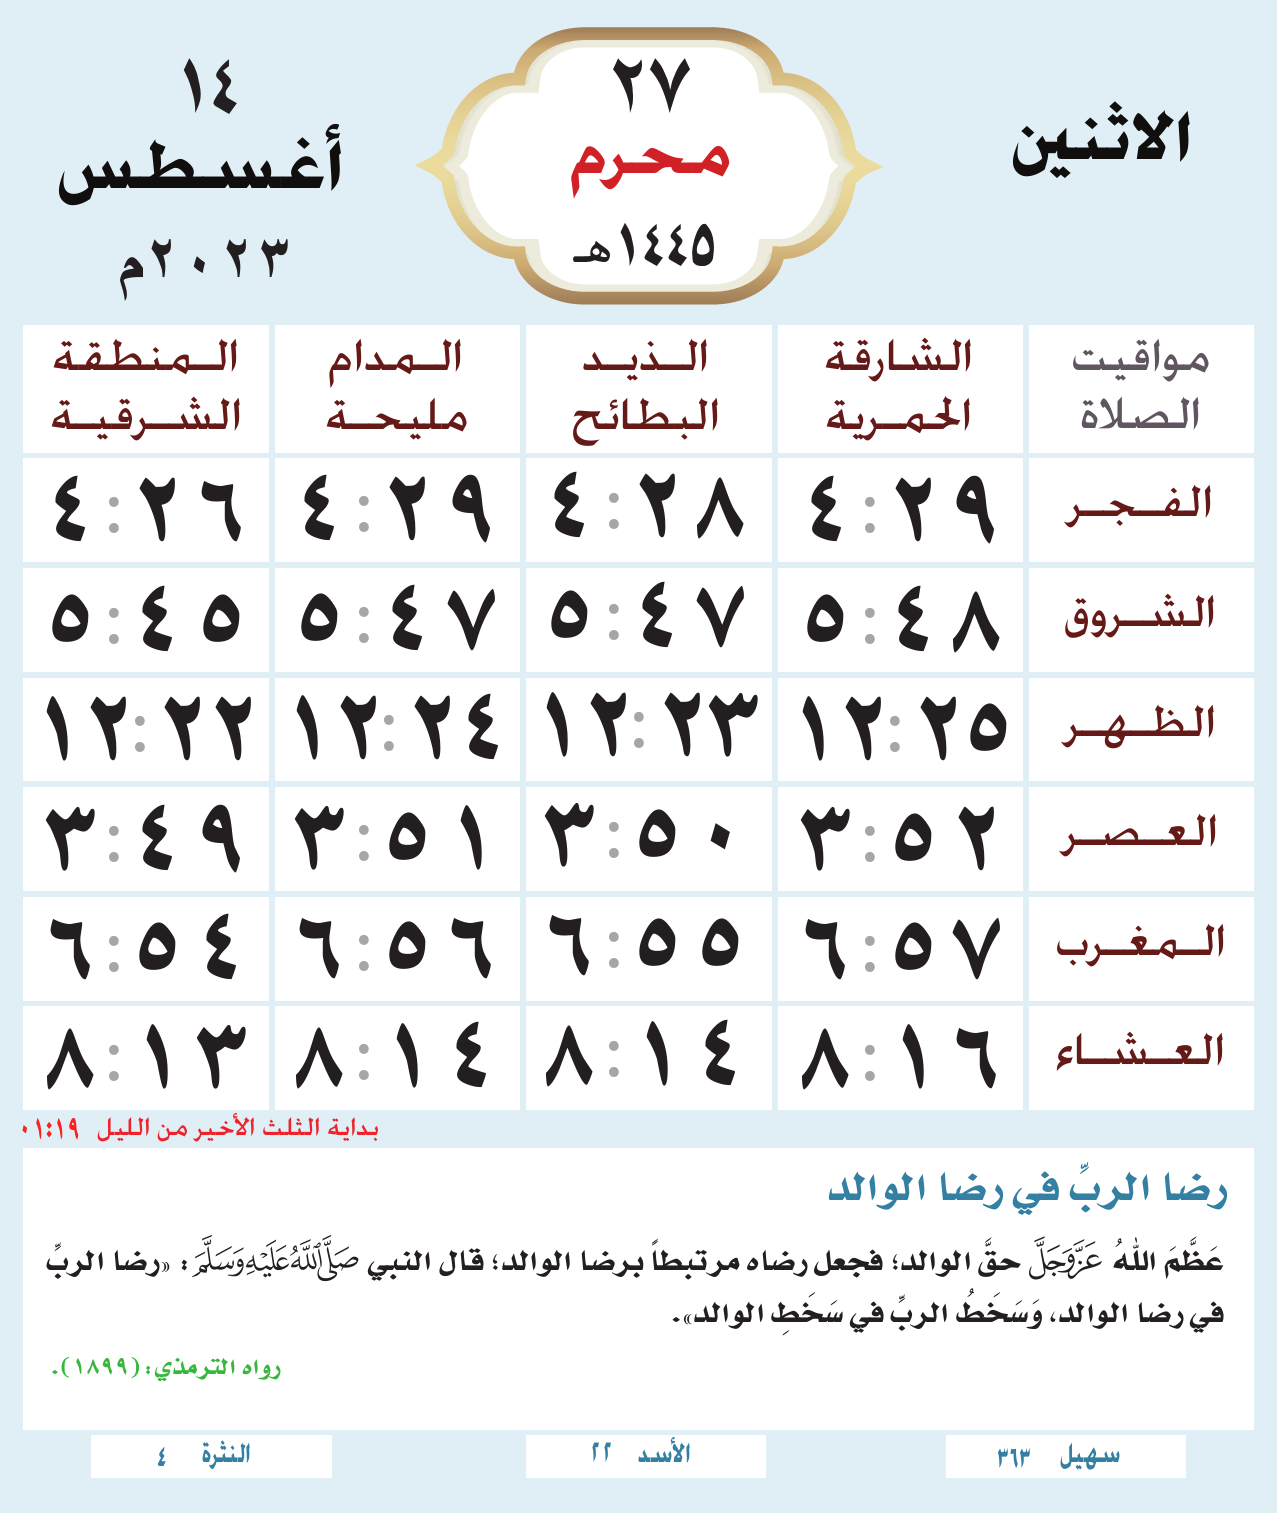 الاثنين
٢٧
محرم
١٤٤٥هـ
١٤
أغسطس
٢٠٢٣م
مواقيت الصلاة
الشارقة الحمرية
الذيد البطائح
المدام مليحة
المنطقة الشرقية
الفجر ٤:٢٩ ٤:٢٨ ٤:٢٩ ٤:٢٦
الشروق ٥:٤٨ ٥:٤٧ ٥:٤٧ ٥:٤٥
الظهر ١٢:٢٥ ١٢:٢٣ ١٢:٢٤ ١٢:٢٢
العصر ٣:٥٢ ٣:٥٠ ٣:٥١ ٣:٤٩
المغرب ٦:٥٧ ٦:٥٥ ٦:٥٦ ٦:٥٤
العشاء ٨:١٦ ٨:١٤ ٨:١٤ ٨:١٣
بداية الثلث الأخير من الليل ٠١:١٩
رضا الربِّ في رضا الوالد
عَظَّمَ اللهُ عَزَّوَجَلَّ حقَّ الوالد؛ فجعل رضاه مرتبطاً برضا الوالد؛ قال النبي صَلَّى اللَّهُ عَلَيْهِ وَسَلَّمَ: «رضا الربِّ
في رضا الوالد، وَسَخَطُ الربِّ في سَخَطِ الوالد».
رواه الترمذي: (١٨٩٩).
سهيل ٣٦٣
الأسد ٢٢
النثرة ٤